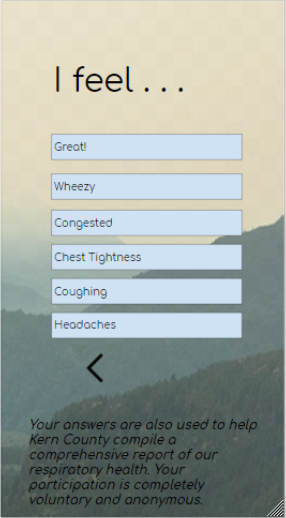 I feel . . .
Great!
Wheezy
Congested
Chest Tightness
Coughing
Headaches
Your answers are also used to help
Kern County compile a
comprehensive report of our
respiratory health. Your
participation is completely
voluntary and anonymous.